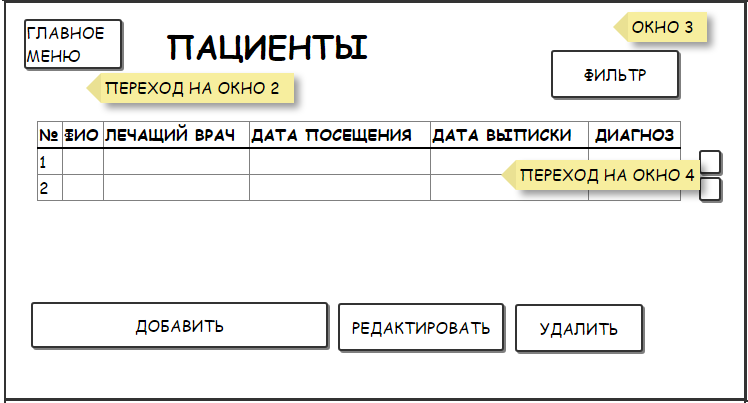 ГЛАВНОЕ
МЕНЮ
ПАЦИЕНТЫ
ОКНО 3
ФИЛЬТР
ПЕРЕХОД НА ОКНО 2
№ ФИО ЛЕЧАЩИЙ ВРАЧ ДАТА ПОСЕЩЕНИЯ ДАТА ВЫПИСКИ ДИАГНОЗ
1
ПЕРЕХОД НА ОКНО 4
2
ДОБАВИТЬ РЕДАКТИРОВАТЬ УДАЛИТЬ